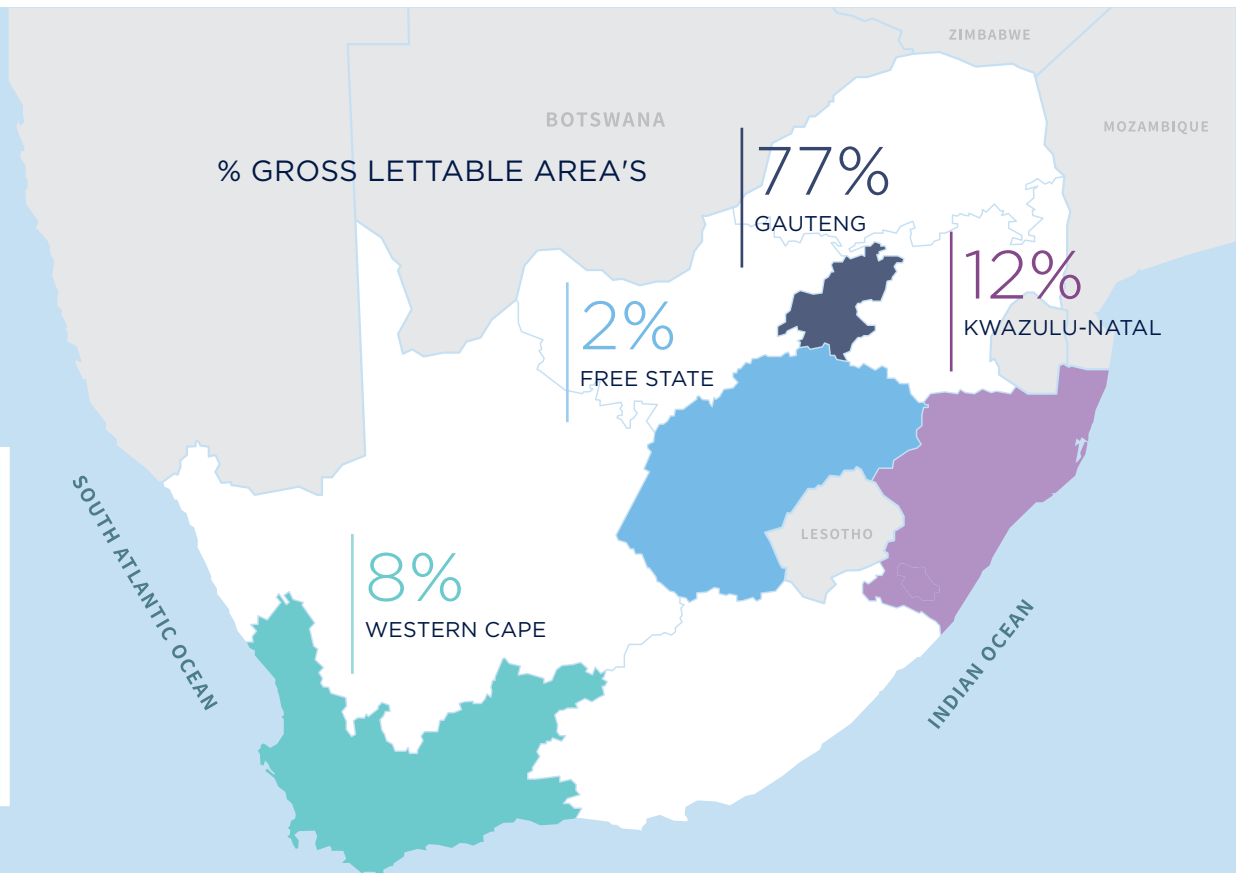 ZIMBABWE
BOTSWANA
MOZAMBIQUE
% GROSS LETTABLE AREA'S
77%
GAUTENG
12%
KWAZULU-NATAL
2%
FREE STATE
LESOTHO
SOUTH ATLANTIC OCEAN
8%
WESTERN CAPE
INDIAN OCEAN